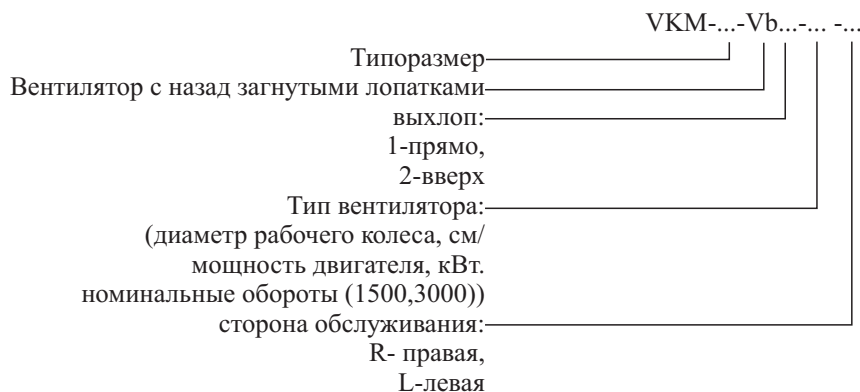 VKM-...-Vb...-... -...
Типоразмер
Вентилятор с назад загнутыми лопатками
выхлоп:
1-прямо,
2-вверх
Тип вентилятора:
(диаметр рабочего колеса, см/
мощность двигателя, кВт.
номинальные обороты (1500,3000))
сторона обслуживания:
R- правая,
L-левая